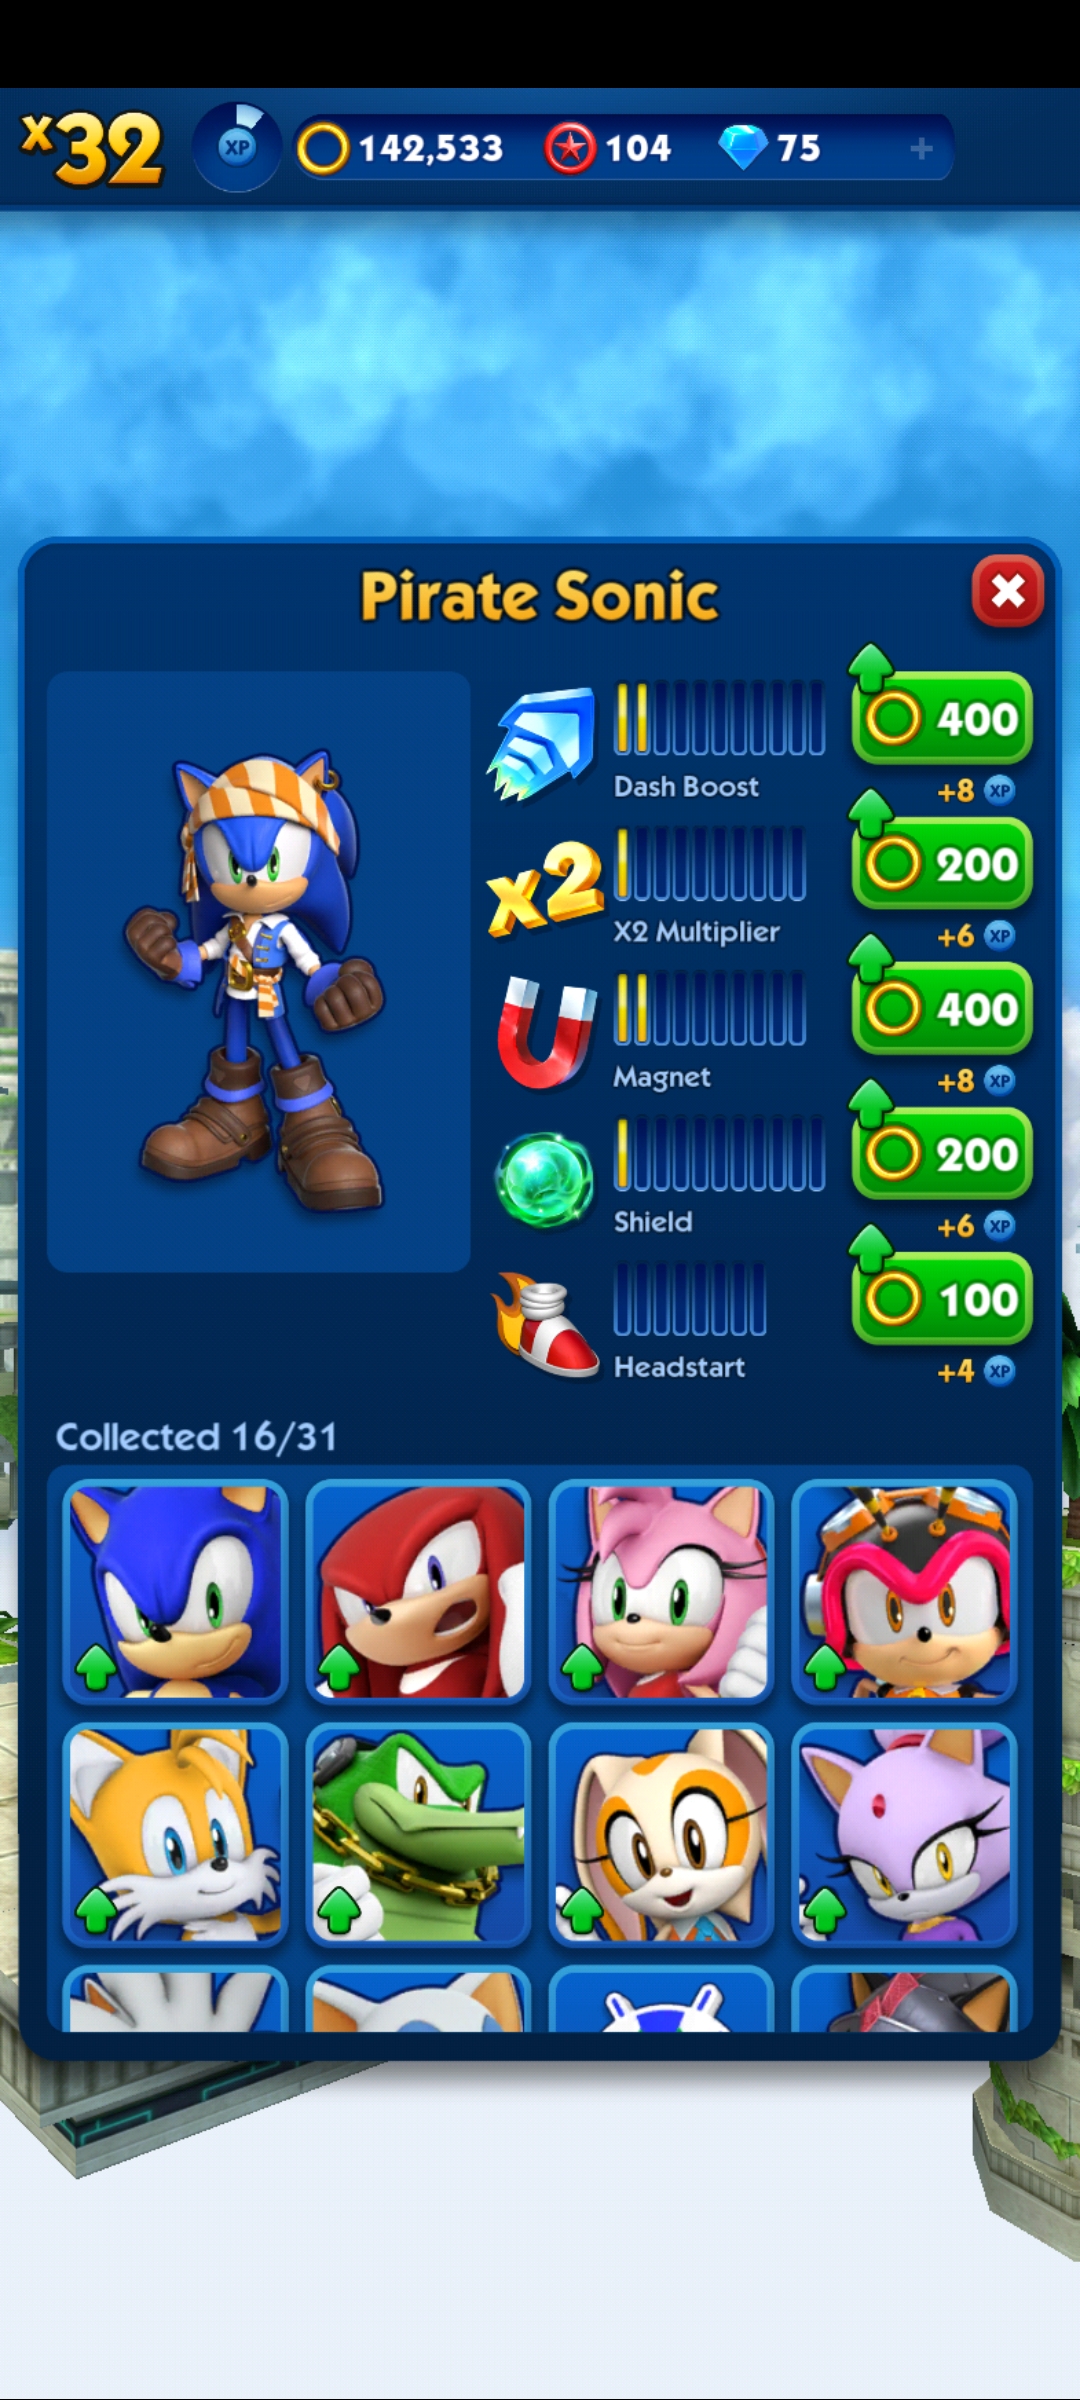 x32 XP 142,533 104 75 +
Pirate Sonic
400
Dash Boost
+8 XP
x2
200
X2 Multiplier
+6 XP
400
Magnet
+8 XP
200
Shield
+6 XP
100
Headstart
+4 XP
Collected 16/31